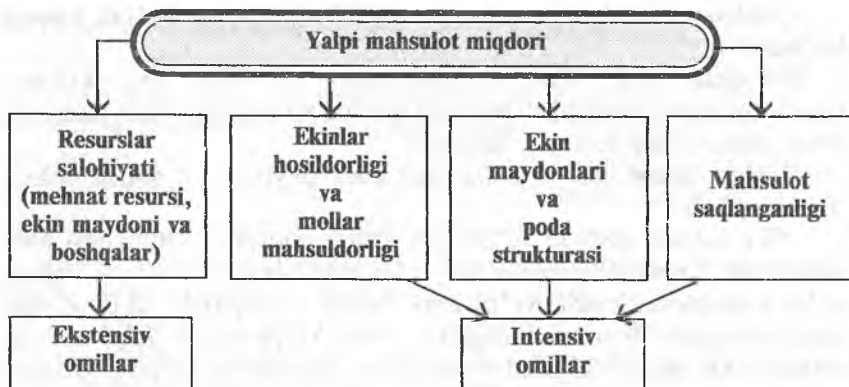 Yalpi mahsulot miqdori
Resurslar
salohiyati
(mehnat resursi,
ekin maydoni va
boshqalar)
Ekinlar
hosildorligi
va
mollar
mahsuldorligi
Ekin
maydonlari
va
poda
strukturasi
Mahsulot
saqlanganligi
Ekstensiv
omillar
Intensiv
omillar